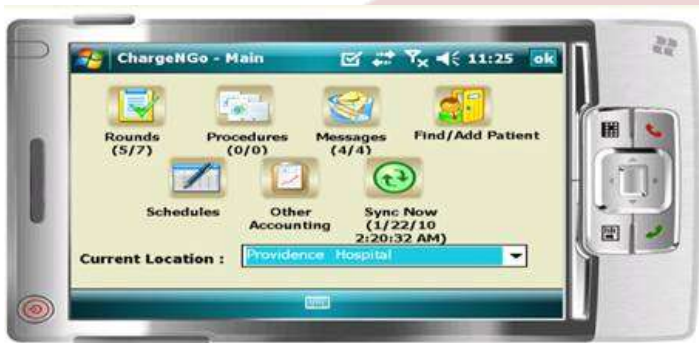 ChargeNGo - Main 11:25 ok
Rounds
(5/7)
Procedures
(0/0)
Messages
(4/4)
Find/Add Patient
Schedules
Other
Accounting
Sync Now
(1/22/10
2:20:32 AM)
Current Location :
Providence Hospital